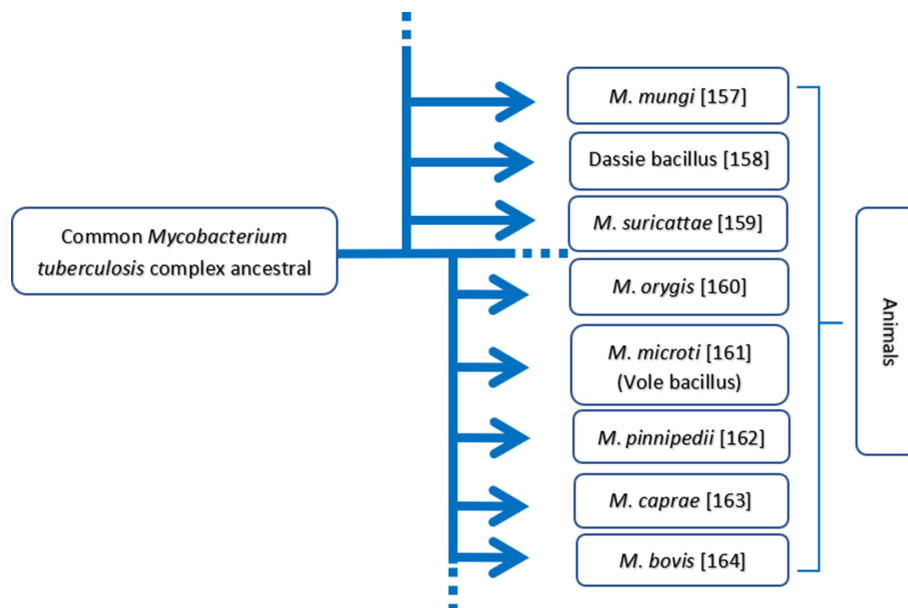 M. mungi [157]
Dassie bacillus [158]
M. suricattae [159]
Common Mycobacterium
tuberculosis complex ancestral
M. orygis [160]
M. microti [161]
(Vole bacillus)
M. pinnipedii [162]
M. caprae [163]
M. bovis [164]
Animals